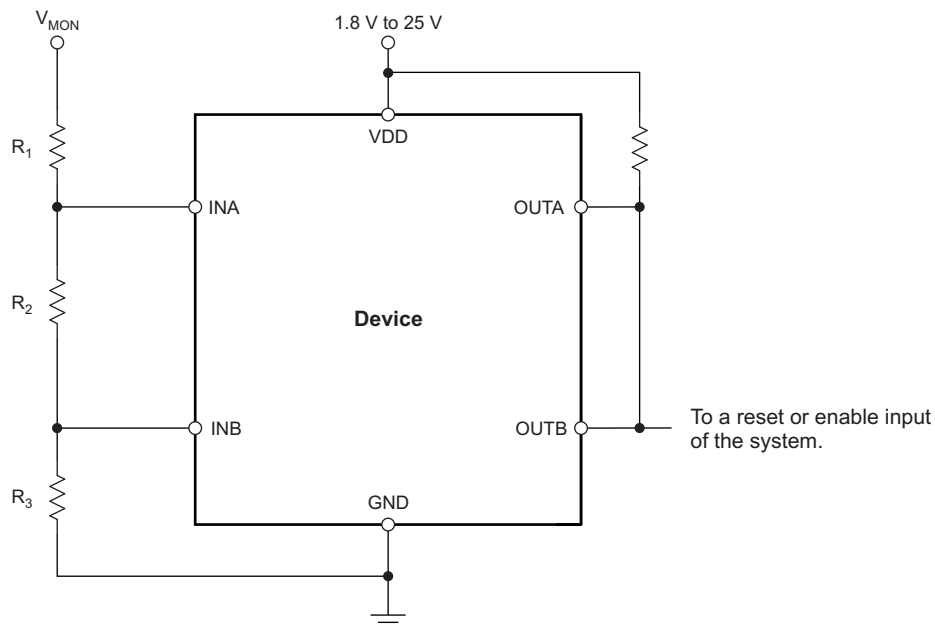 V_MON
1.8 V to 25 V
VDD
R_1
INA
OUTA
R_2
Device
INB
OUTB
To a reset or enable input
of the system.
R_3
GND